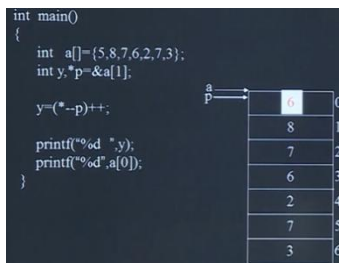 int main()
{
int a[]={5,8,7,6,2,7,3};
int y,*p=&a[1];
y=(*--p)++;
printf("%d ",y);
printf("%d",a[0]);
}
a
p
6 0
8 1
7 2
6 3
2 4
7 5
3 6